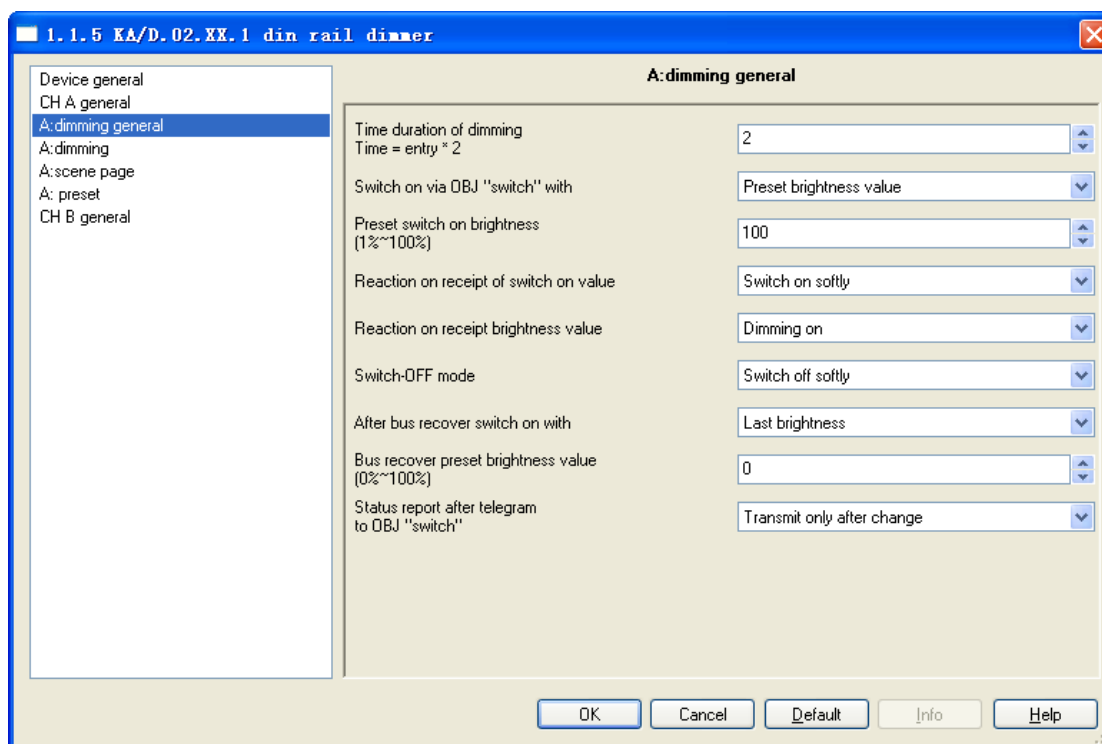 1.1.5 KA/D.02.XX.1 din rail dimmer
Device general
CH A general
A:dimming general
A:dimming
A:scene page
A: preset
CH B general
A:dimming general
Time duration of dimming
Time = entry * 2
2
Switch on via OBJ "switch" with
Preset brightness value
Preset switch on brightness
(1%~100%)
100
Reaction on receipt of switch on value
Switch on softly
Reaction on receipt brightness value
Dimming on
Switch-OFF mode
Switch off softly
After bus recover switch on with
Last brightness
Bus recover preset brightness value
(0%~100%)
0
Status report after telegram
to OBJ "switch"
Transmit only after change
OK
Cancel
Default
Info
Help